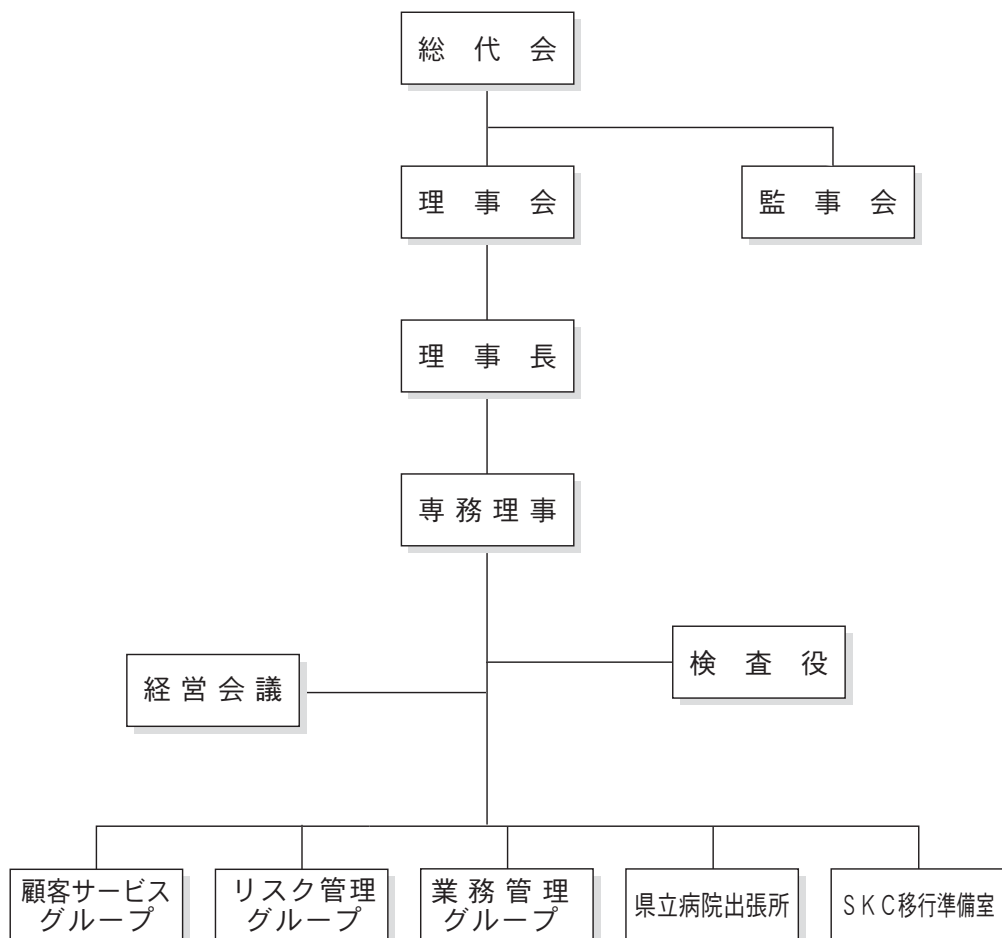 総代会
理事会
監事会
理事長
専務理事
検査役
経営会議
顧客サービス
グループ
リスク管理
グループ
業務管理
グループ
県立病院出張所
SKC移行準備室